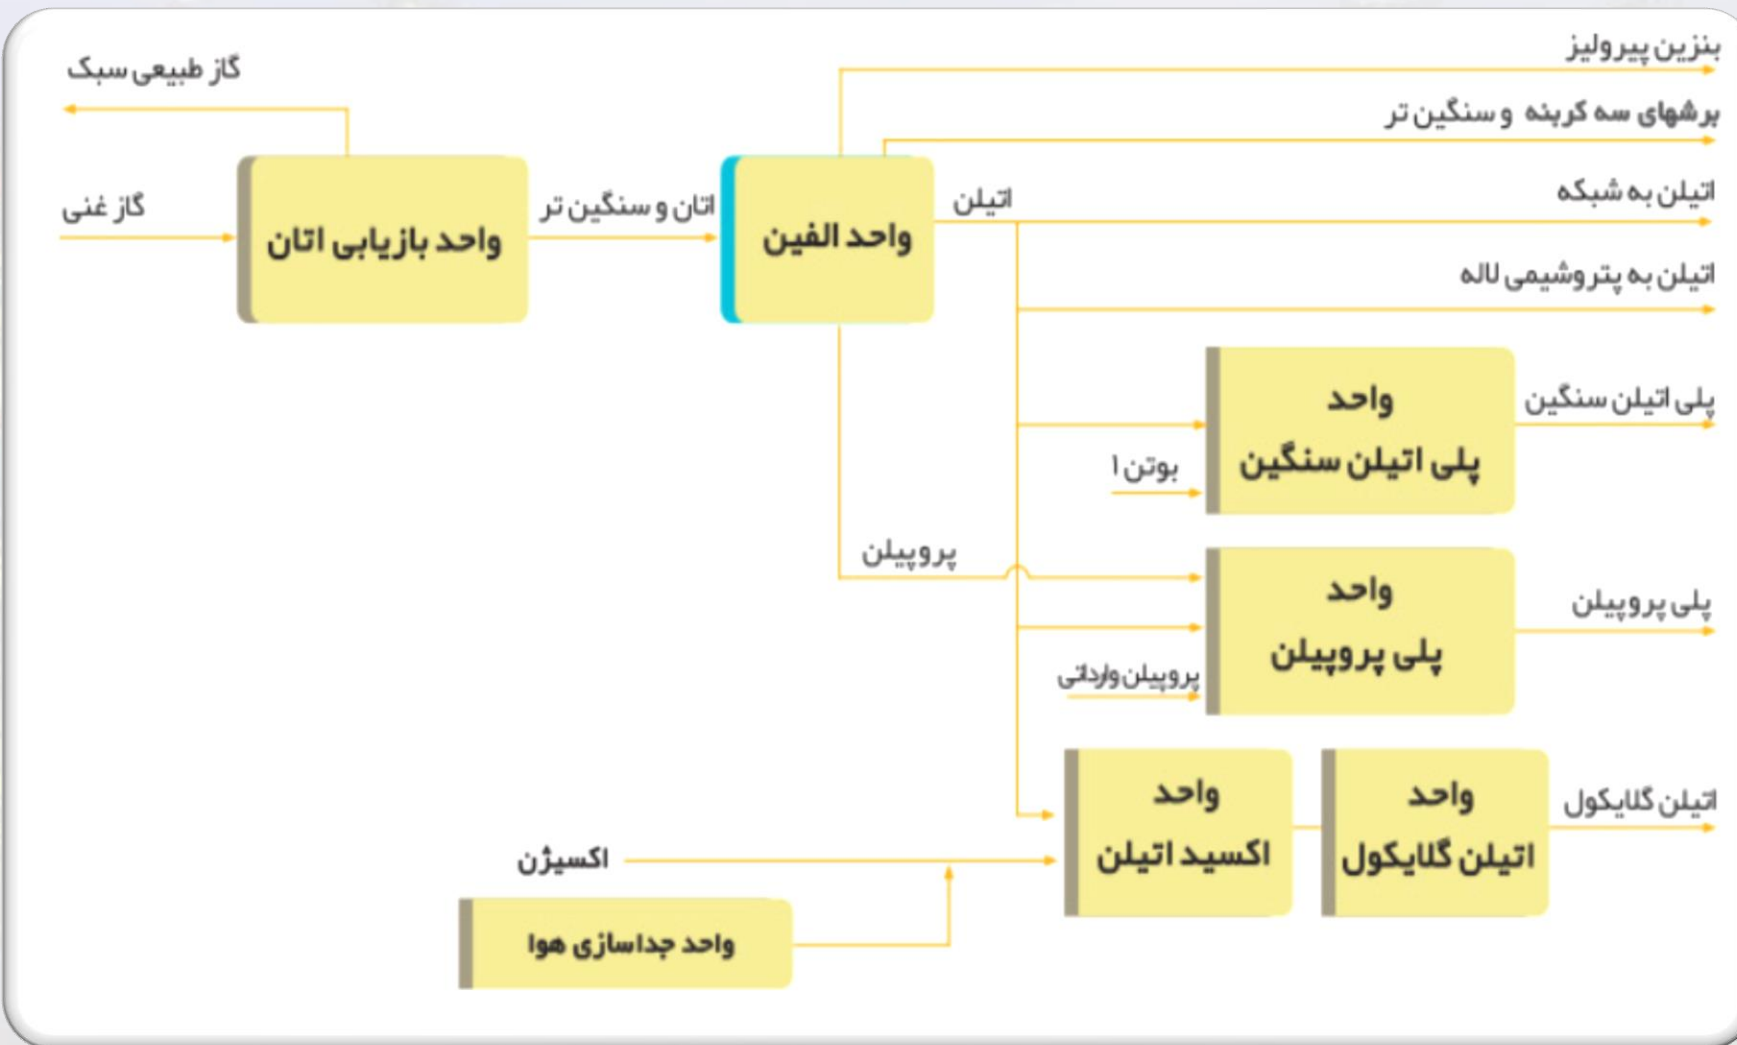 بنزین پیرولیز
گاز طبیعی سبک
برشهای سه کربنه و سنگین تر
اتیلن به شبکه
گاز غنی
اتان و سنگین تر
اتیلن
واحد بازیابی اتان
واحد الفین
اتیلن به پتروشیمی لاله
واحد
پلی اتیلن سنگین
پلی اتیلن سنگین
بوتن ۱
پروپیلن
واحد
پلی پروپیلن
پلی پروپیلن
پروپیلن وارداتی
واحد
اکسید اتیلن
واحد
اتیلن گلایکول
اتیلن گلایکول
اکسیژن
واحد جداسازی هوا